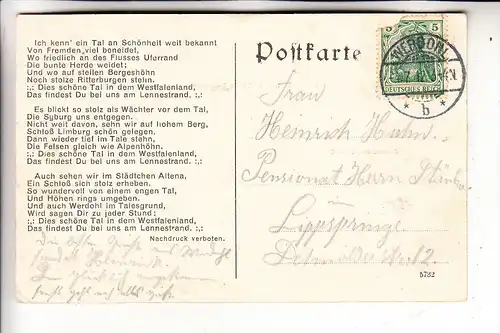 Ich kenn' ein Tal an Schönheit weit bekannt
Von Fremden viel beneidet,
Wo friedlich an des Flusses Uferrand
Die bunte Herde weidet;
Und wo auf steilen Bergeshöhn
Noch stolze Ritterburgen stehn.
:,: Dies schöne Tal in dem Westfalenland,
Das findest Du bei uns am Lennestrand. :,:
Es blickt so stolz als Wächter vor dem Tal,
Die Syburg uns entgegen.
Nicht weit davon, sehn wir auf hohem Berg,
Schloß Limburg schön gelegen,
Dann wieder tief im Tale stehn,
Die Felsen gleich wie Alpenhöhn.
:,: Dies schöne Tal in dem Westfalenland,
Das findest Du bei uns am Lennestrand. :,:
Auch sehen wir im Städtchen Altena,
Ein Schloß sich stolz erheben.
So wundervoll von einem engen Tal,
Und Höhen rings umgeben.
Und auch Werdohl im Talesgrund,
Wird sagen Dir zu jeder Stund:
:,: Dies schöne Tal in dem Westfalenland,
Das findest Du bei uns am Lennestrand. :,:
Nachdruck verboten.
Postkarte
5 5
DEUTSCHES REICH
WERDOHL
* b *
Frau
Heinrich Huhn.
Pensionat Herrn
Lippspringe
Detmolder Str. 12.
5782